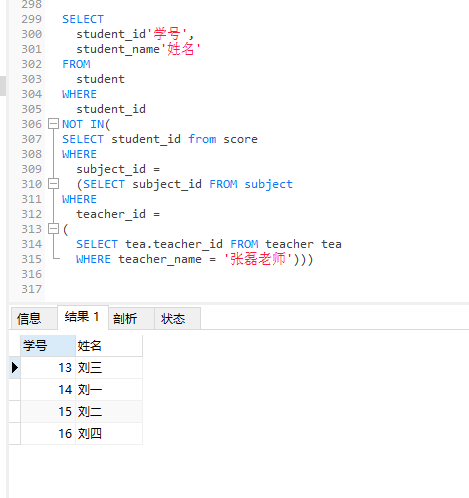 298
299 SELECT
300 student_id'学号',
301 student_name'姓名'
302 FROM
303 student
304 WHERE
305 student_id
306 NOT IN(
307 SELECT student_id from score
308 WHERE
309 subject_id =
310 (SELECT subject_id FROM subject
311 WHERE
312 teacher_id =
313 (
314 SELECT tea.teacher_id FROM teacher tea
315 WHERE teacher_name = '张磊老师')))
316
317
信息 结果 1 剖析 状态
学号 姓名
13 刘三
14 刘一
15 刘二
16 刘四